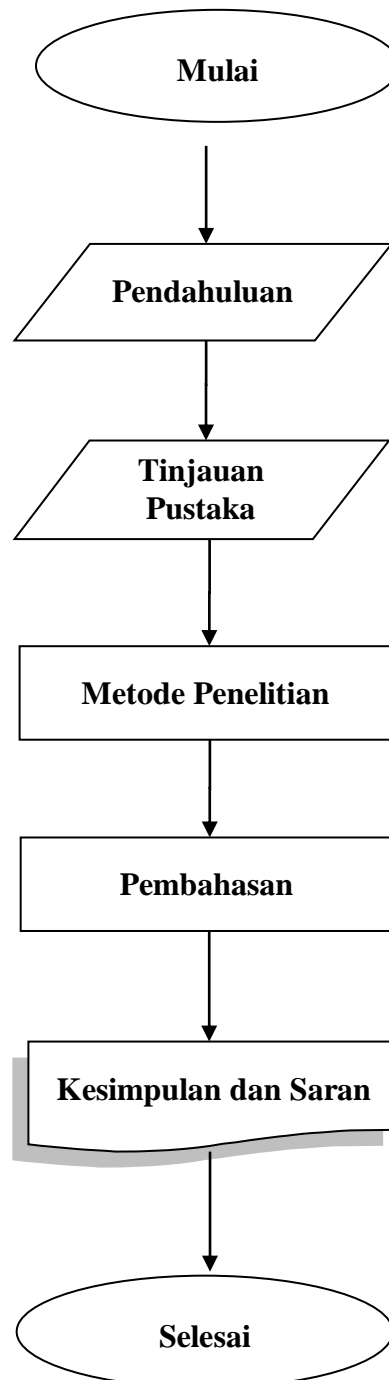 Mulai
Pendahuluan
Tinjauan
Pustaka
Metode Penelitian
Pembahasan
Kesimpulan dan Saran
Selesai